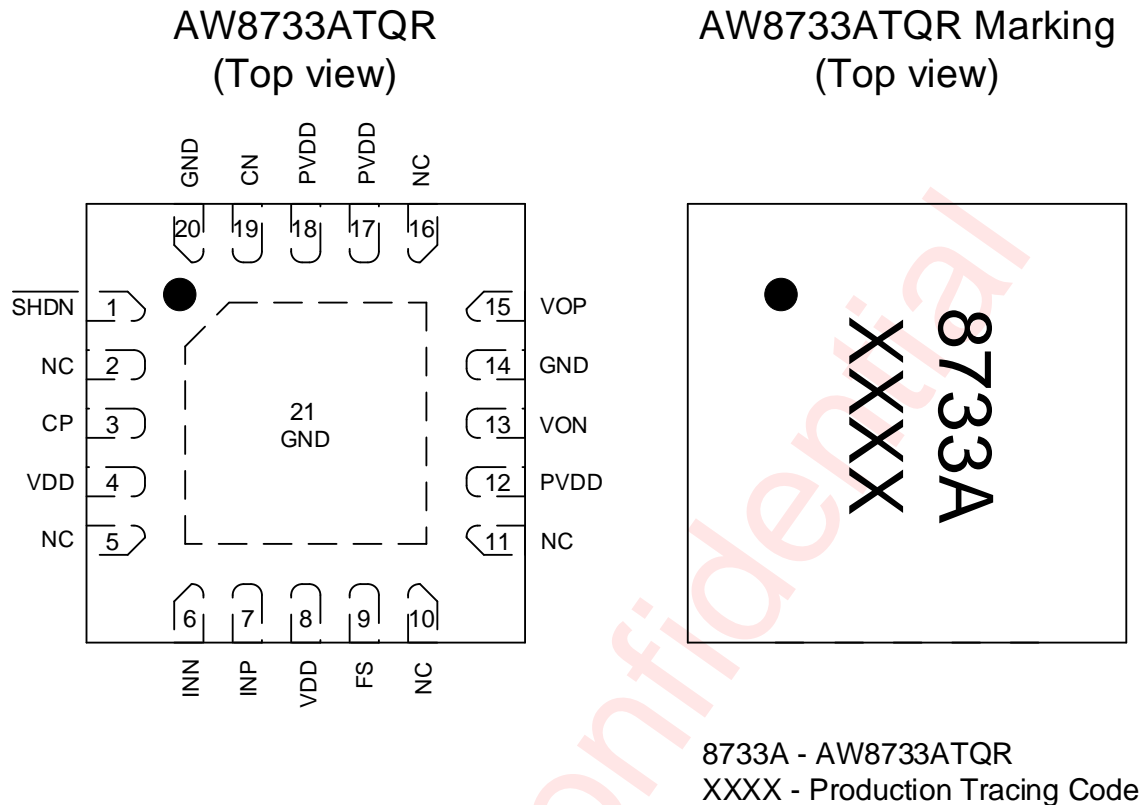 AW8733ATQR
(Top view)
AW8733ATQR Marking
(Top view)
GND
CN
PVDD
PVDD
NC
20
19
18
17
16
SHDN 1
NC 2
CP 3
VDD 4
NC 5
15 VOP
14 GND
13 VON
12 PVDD
11 NC
21
GND
6
7
8
9
10
INN
INP
VDD
FS
NC
8733A
XXXX
8733A - AW8733ATQR
XXXX - Production Tracing Code
onfidential